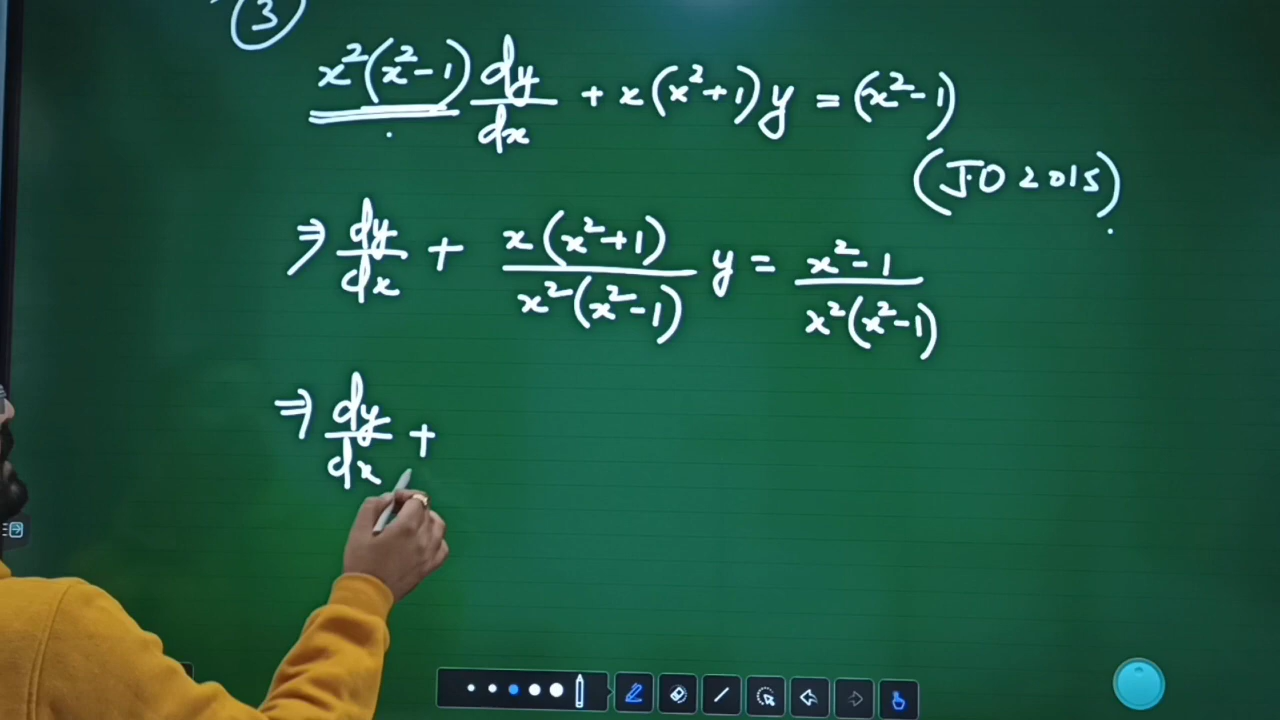 ③
x²(x²-1) dy/dx + x(x²+1)y = (x²-1)
(J.O 2015)
⇒ dy/dx + x(x²+1)/x²(x²-1) y = x²-1/x²(x²-1)
⇒ dy/dx +